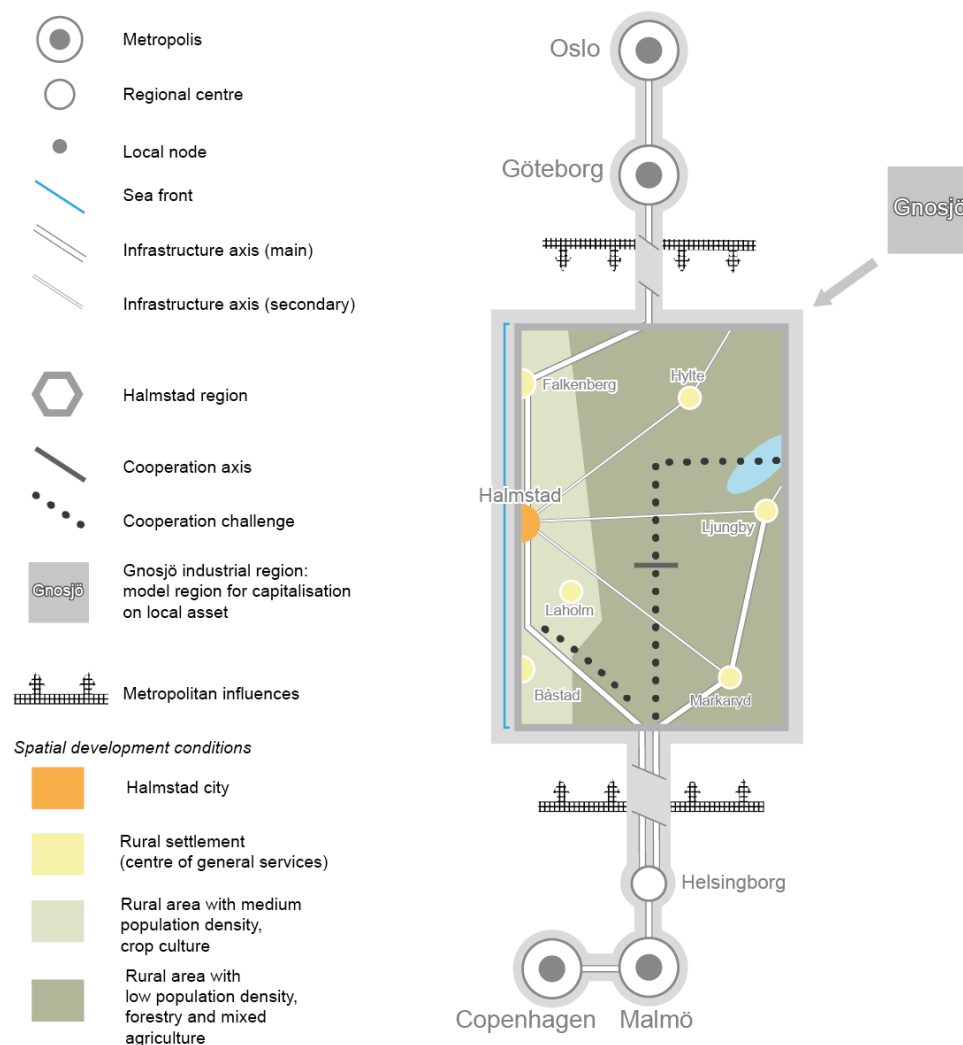 Metropolis
Regional centre
Local node
Sea front
Infrastructure axis (main)
Infrastructure axis (secondary)
Halmstad region
Cooperation axis
Cooperation challenge
Gnosjö
Gnosjö industrial region:
model region for capitalisation
on local asset
Metropolitan influences
Spatial development conditions
Halmstad city
Rural settlement
(centre of general services)
Rural area with medium
population density,
crop culture
Rural area with
low population density,
forestry and mixed
agriculture
Oslo
Göteborg
Gnosjö
Falkenberg
Hylte
Halmstad
Ljungby
Laholm
Båstad
Markaryd
Helsingborg
Copenhagen
Malmö